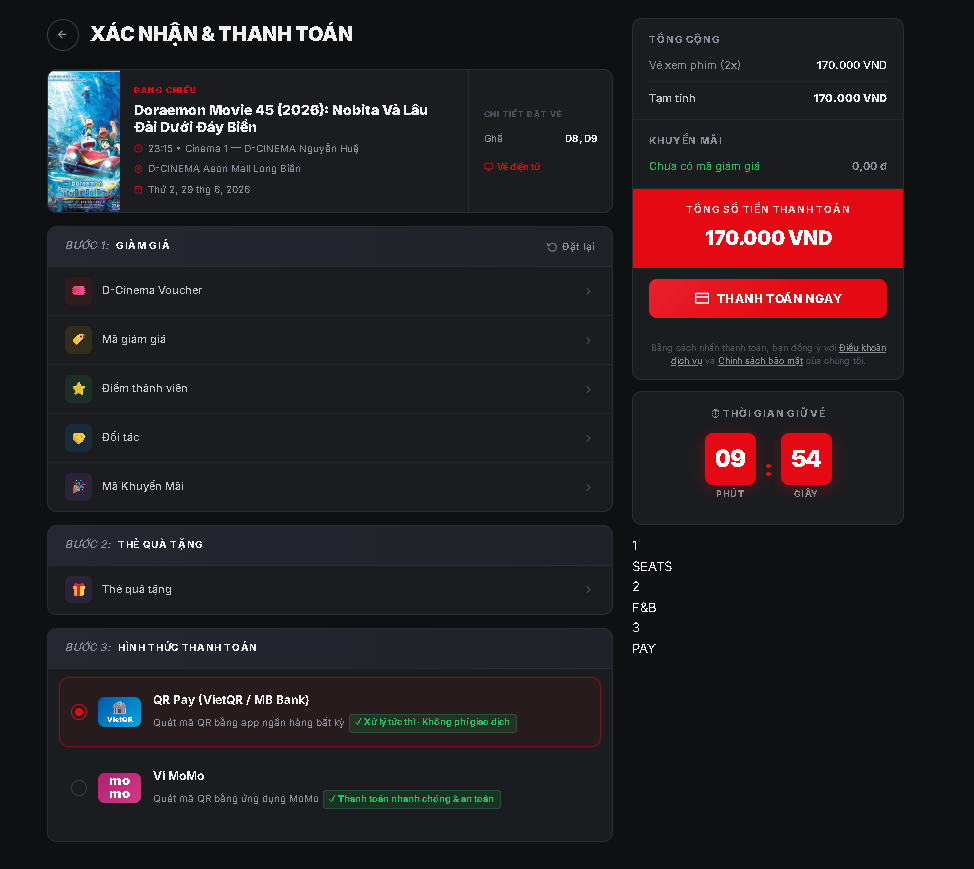 XÁC NHẬN & THANH TOÁN
ĐANG CHIẾU
Doraemon Movie 45 (2026): Nobita Và Lâu
Đài Dưới Đáy Biển
23:15 • Cinema 1 — D-CINEMA Nguyễn Huệ
D-CINEMA Aeon Mall Long Biên
Thứ 2, 29 thg 6, 2026
CHI TIẾT ĐẶT VÉ
Ghế D8, D9
Vé điện tử
BƯỚC 1: GIẢM GIÁ
Đặt lại
D-Cinema Voucher
Mã giảm giá
Điểm thành viên
Đối tác
Mã Khuyến Mãi
BƯỚC 2: THẺ QUÀ TẶNG
Thẻ quà tặng
BƯỚC 3: HÌNH THỨC THANH TOÁN
VietQR
QR Pay (VietQR / MB Bank)
Quét mã QR bằng app ngân hàng bất kỳ ✓ Xử lý tức thì · Không phí giao dịch
mo
mo
Ví MoMo
Quét mã QR bằng ứng dụng MoMo ✓ Thanh toán nhanh chóng & an toàn
TỔNG CỘNG
Vé xem phim (2x) 170.000 VND
Tạm tính 170.000 VND
KHUYẾN MÃI
Chưa có mã giảm giá 0,00 đ
TỔNG SỐ TIỀN THANH TOÁN
170.000 VND
THANH TOÁN NGAY
Bằng cách nhấn thanh toán, bạn đồng ý với Điều khoản
dịch vụ và Chính sách bảo mật của chúng tôi.
⏱ THỜI GIAN GIỮ VÉ
09 : 54
PHÚT GIÂY
1
SEATS
2
F&B
3
PAY